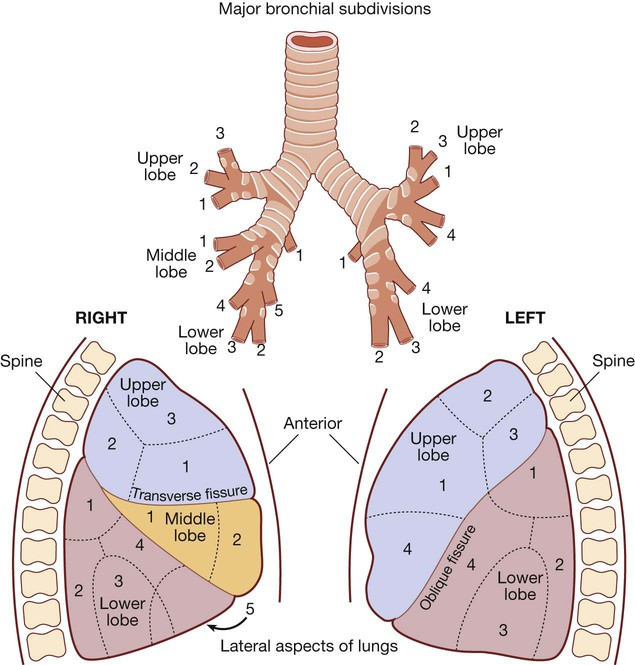 Major bronchial subdivisions
3
Upper
lobe
2
1
2
3
Upper
lobe
1
4
1
Middle
lobe
2
1
1
4
5
Lower
lobe
3
2
4
Lower
lobe
2
3
RIGHT
LEFT
Spine
Upper
lobe
3
2
1
Transverse fissure
1
Middle
lobe
2
1
4
2
3
Lower
lobe
5
Anterior
Spine
2
Upper
lobe
3
1
1
4
Oblique fissure
4
2
Lower
lobe
3
Lateral aspects of lungs